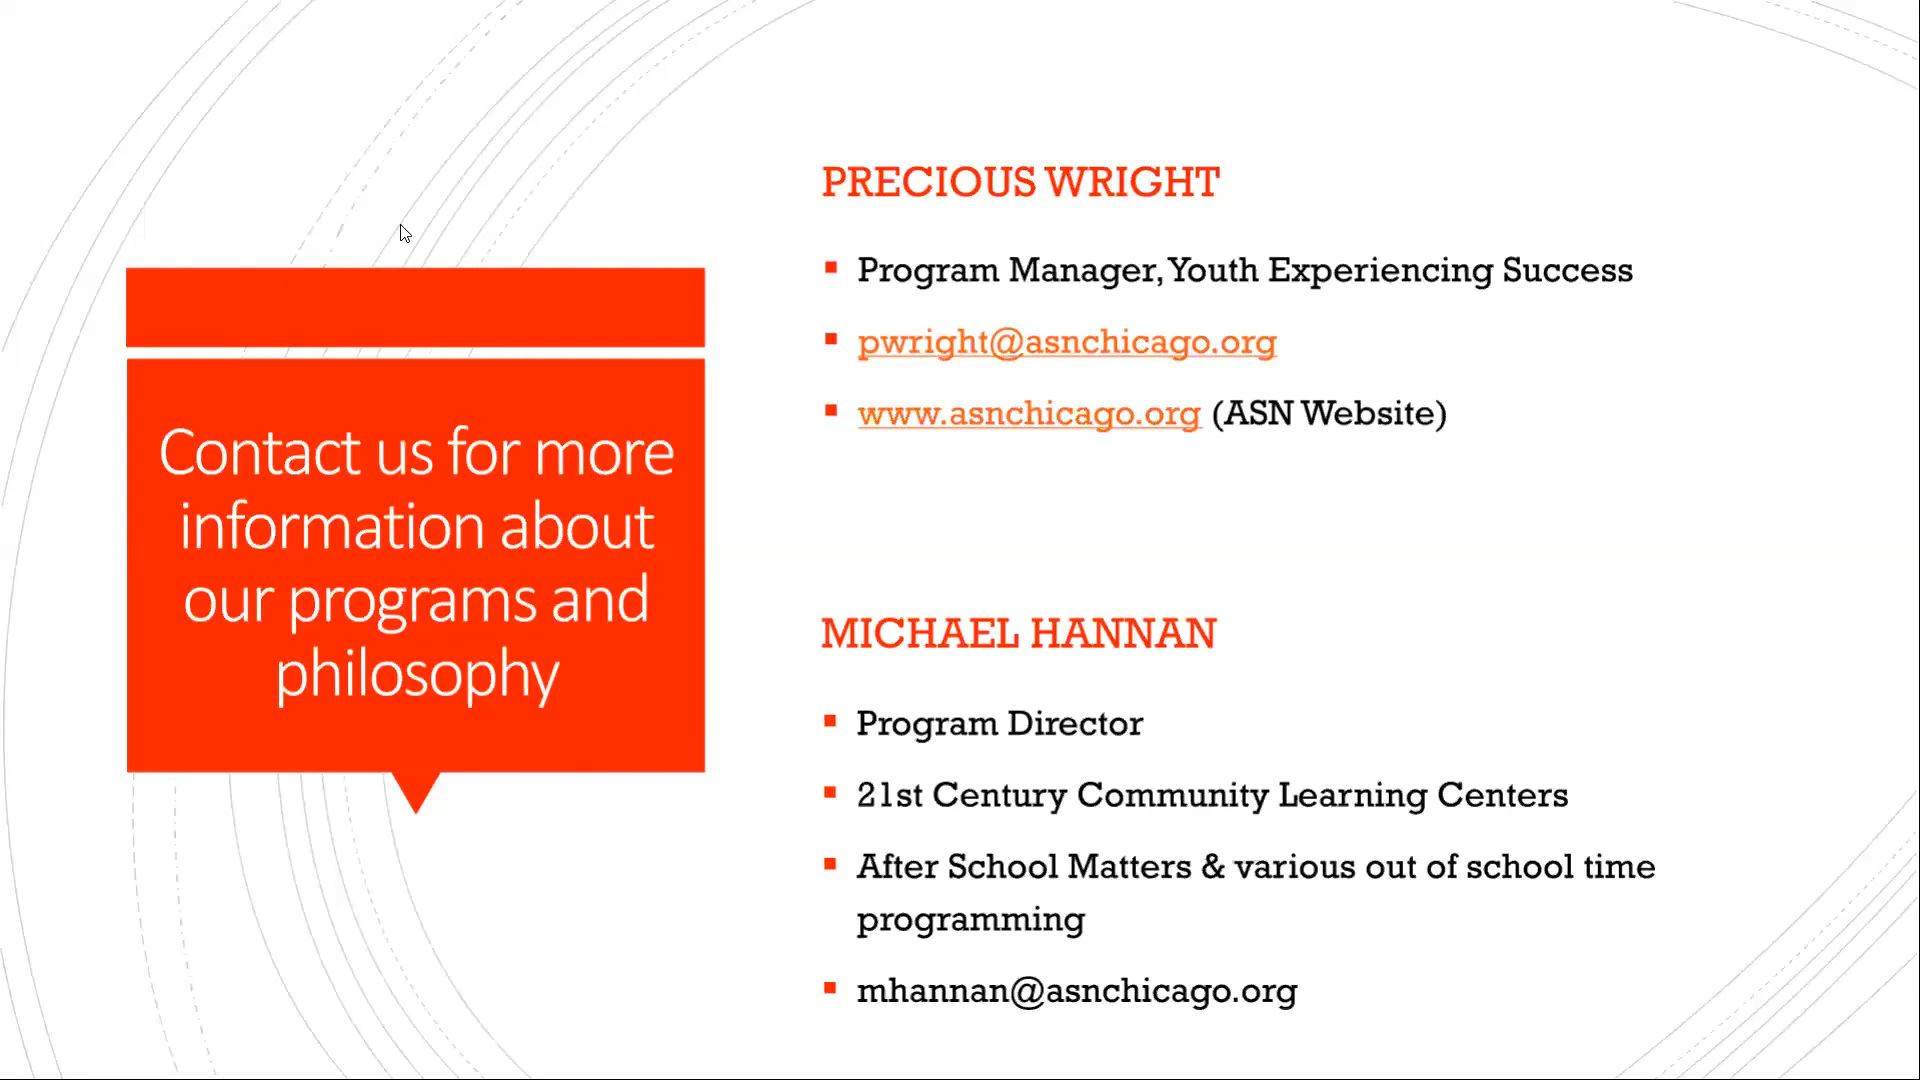 Contact us for more
information about
our programs and
philosophy
PRECIOUS WRIGHT
Program Manager, Youth Experiencing Success
pwright@asnchicago.org
www.asnchicago.org (ASN Website)
MICHAEL HANNAN
Program Director
21st Century Community Learning Centers
After School Matters & various out of school time
programming
mhannan@asnchicago.org